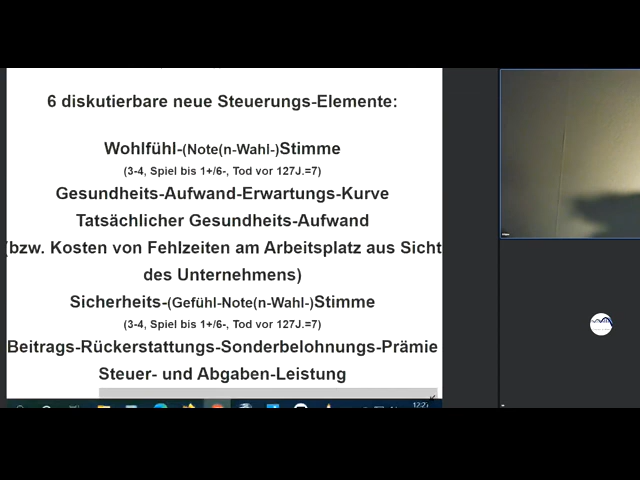 6 diskutierbare neue Steuerungs-Elemente:
Wohlfühl-(Note(n-Wahl-)Stimme
(3-4, Spiel bis 1+/6-, Tod vor 127J.=7)
Gesundheits-Aufwand-Erwartungs-Kurve
Tatsächlicher Gesundheits-Aufwand
(bzw. Kosten von Fehlzeiten am Arbeitsplatz aus Sicht
des Unternehmens)
Sicherheits-(Gefühl-Note(n-Wahl-)Stimme
(3-4, Spiel bis 1+/6-, Tod vor 127J.=7)
Beitrags-Rückerstattungs-Sonderbelohnungs-Prämie
Steuer- und Abgaben-Leistung